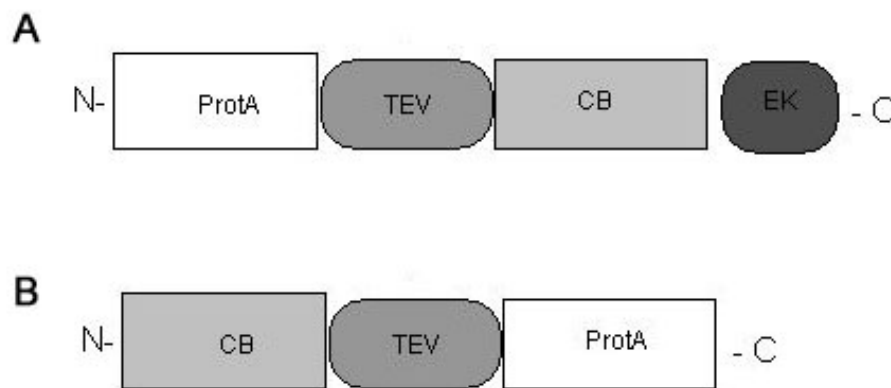 A
N- ProtA TEV CB EK - C
B
N- CB TEV ProtA - C